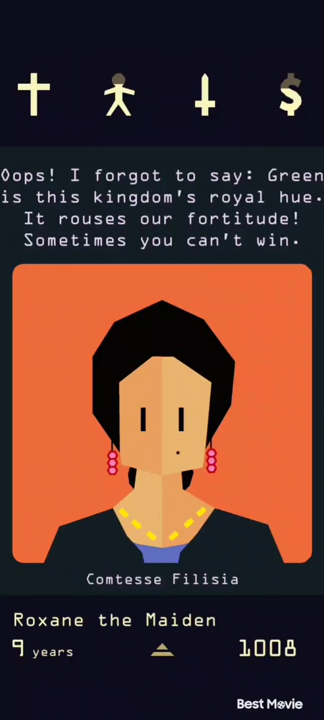 Oops! I forgot to say: Green
is this kingdom's royal hue.
It rouses our fortitude!
Sometimes you can't win.
Comtesse Filisia
Roxane the Maiden
9 years
1008
Best Movie